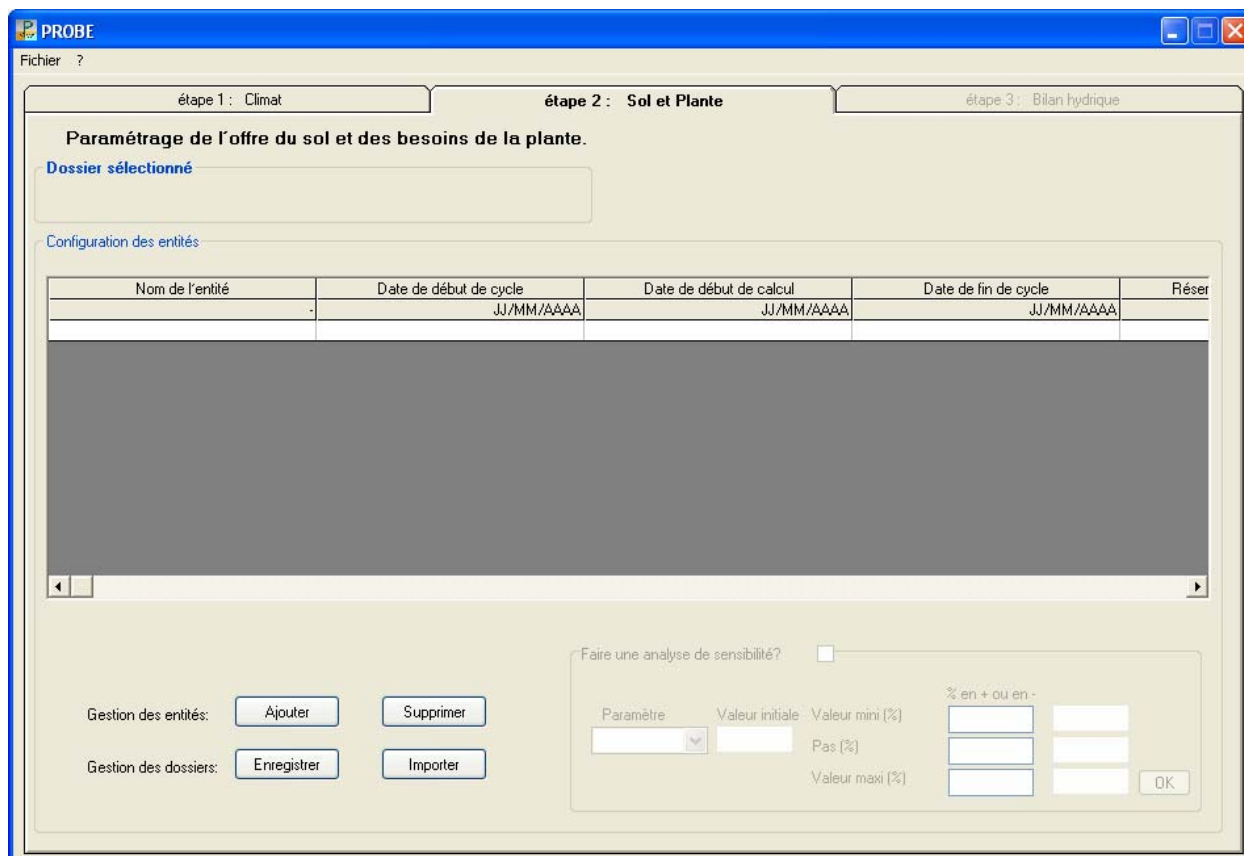 PROBE
Fichier ?
étape 1 : Climat
étape 2 : Sol et Plante
étape 3 : Bilan hydrique
Paramétrage de l'offre du sol et des besoins de la plante.
Dossier sélectionné
Configuration des entités
Nom de l'entité Date de début de cycle Date de début de calcul Date de fin de cycle Réser
- JJ/MM/AAAA JJ/MM/AAAA JJ/MM/AAAA
Faire une analyse de sensibilité?
% en + ou en -
Gestion des entités: Ajouter Supprimer
Paramètre Valeur initiale Valeur mini (%)
Pas (%)
Gestion des dossiers: Enregistrer Importer
Valeur maxi (%)
OK